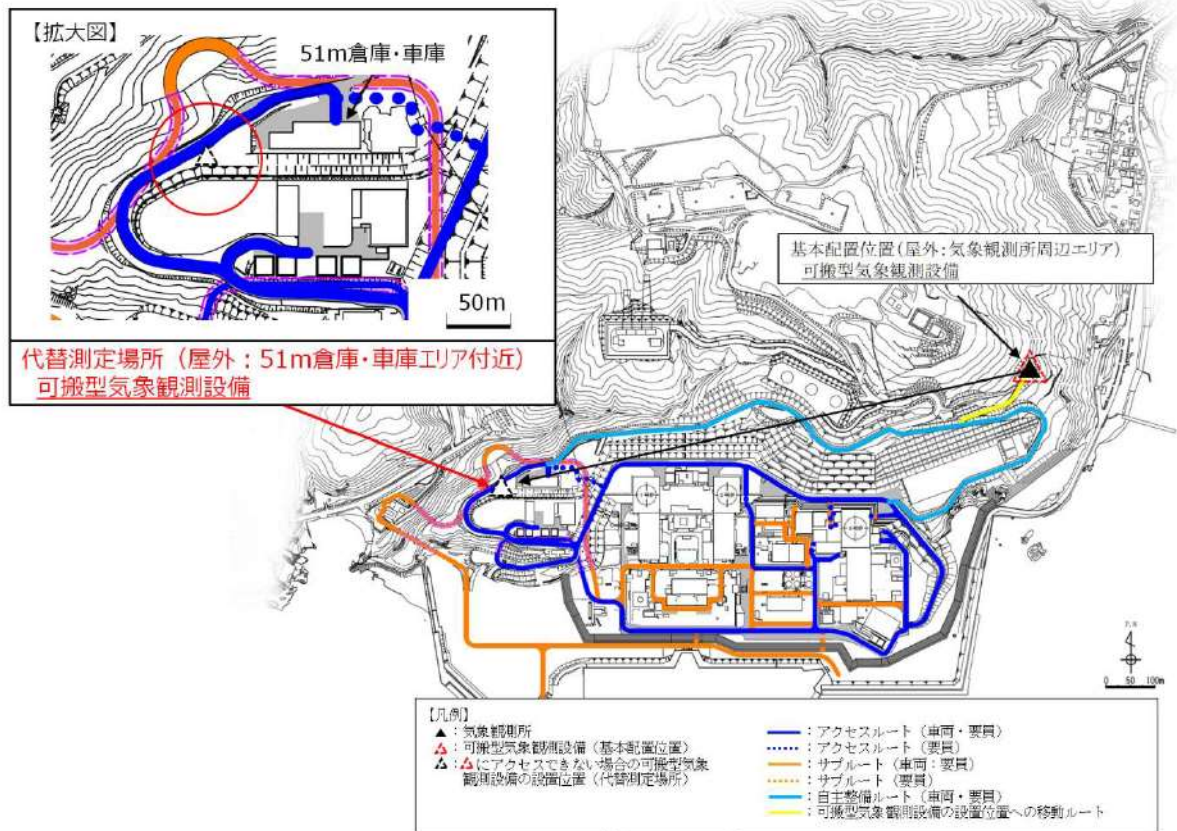 【拡大図】
51m倉庫・車庫
50m
代替測定場所（屋外：51m倉庫・車庫エリア付近）
可搬型気象観測設備
基本配置位置(屋外:気象観測所周辺エリア)
可搬型気象観測設備
P.N
0 50 100m
【凡例】
▲：気象観測所
：可搬型気象観測設備（基本配置位置）
：にアクセスできない場合の可搬型気象
観測設備の設置位置（代替測定場所）
：アクセスルート（車両・要員）
：アクセスルート（要員）
：サブルート（車両：要員）
：サブルート（要員）
：自主整備ルート（車両・要員）
：可搬型気象観測設備の設置位置への移動ルート